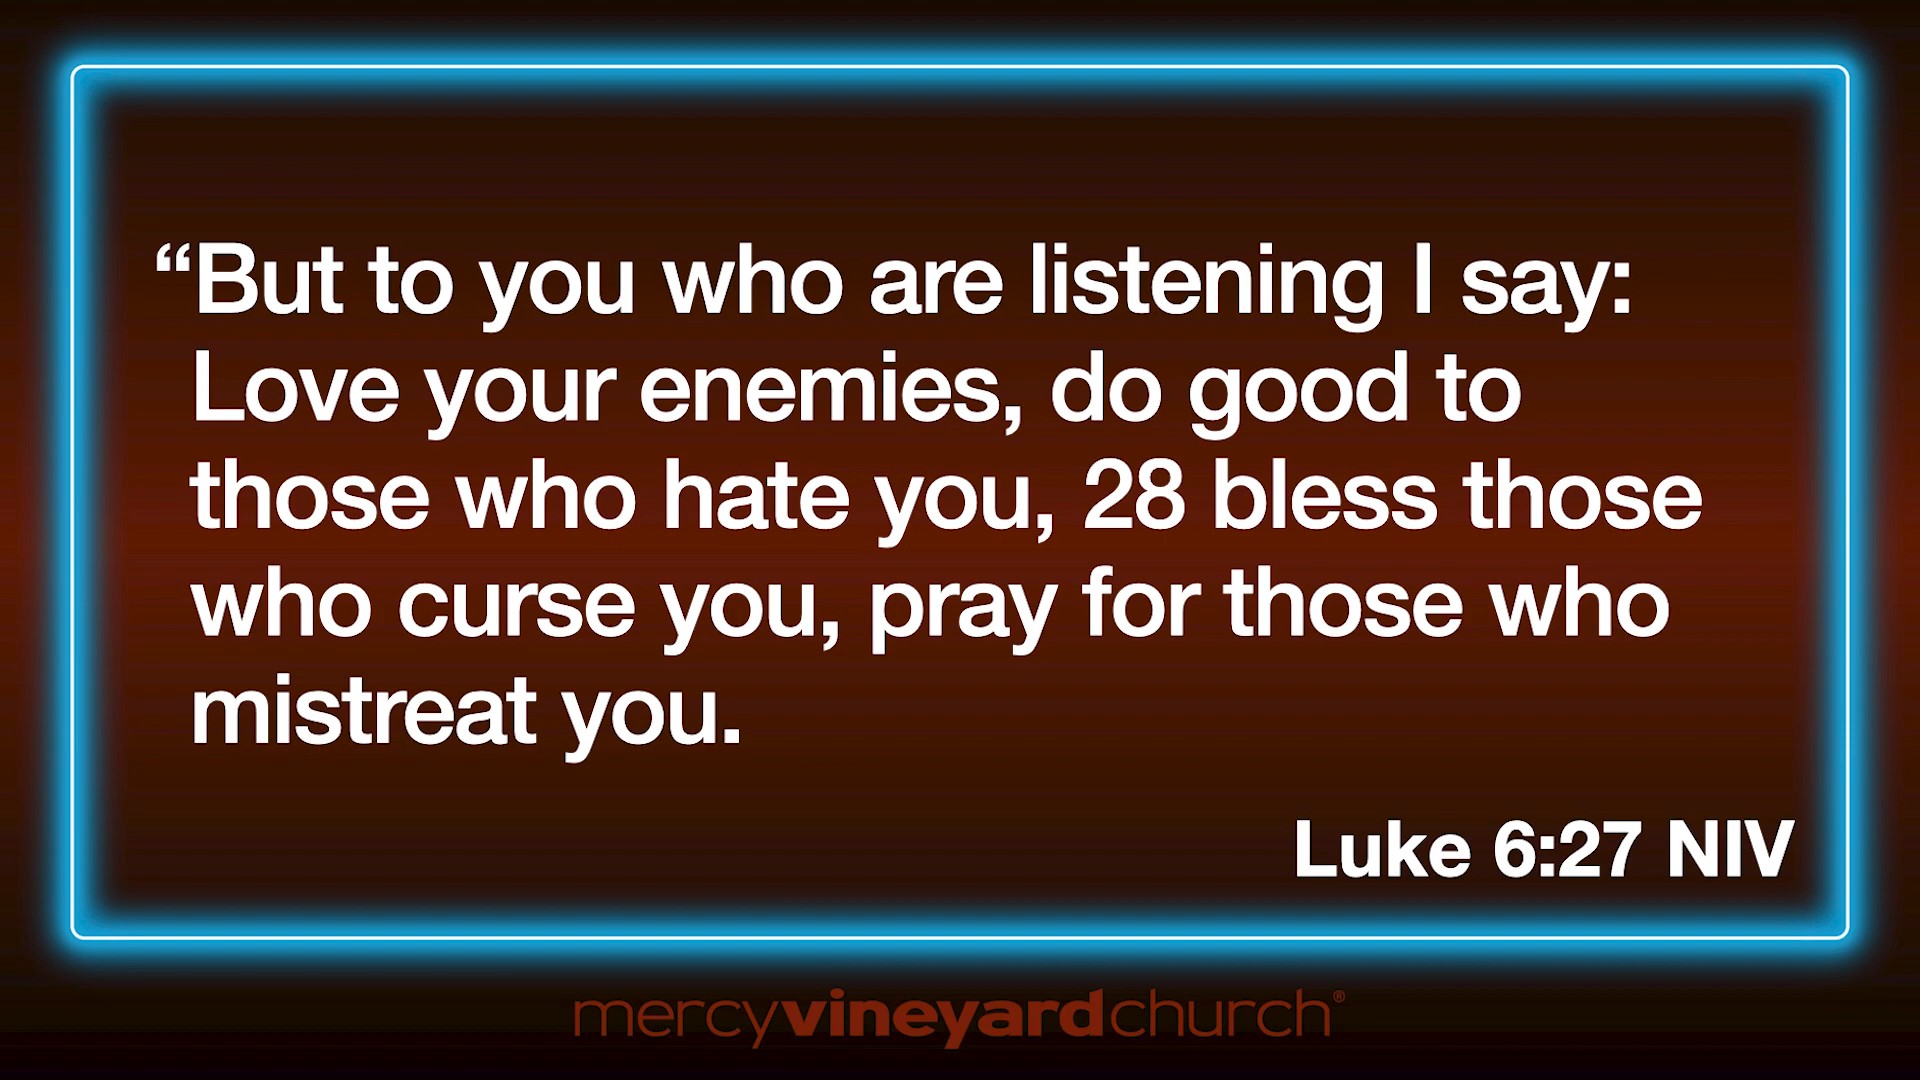 “But to you who are listening I say:
Love your enemies, do good to
those who hate you, 28 bless those
who curse you, pray for those who
mistreat you.
Luke 6:27 NIV
mercyvineyardchurch®